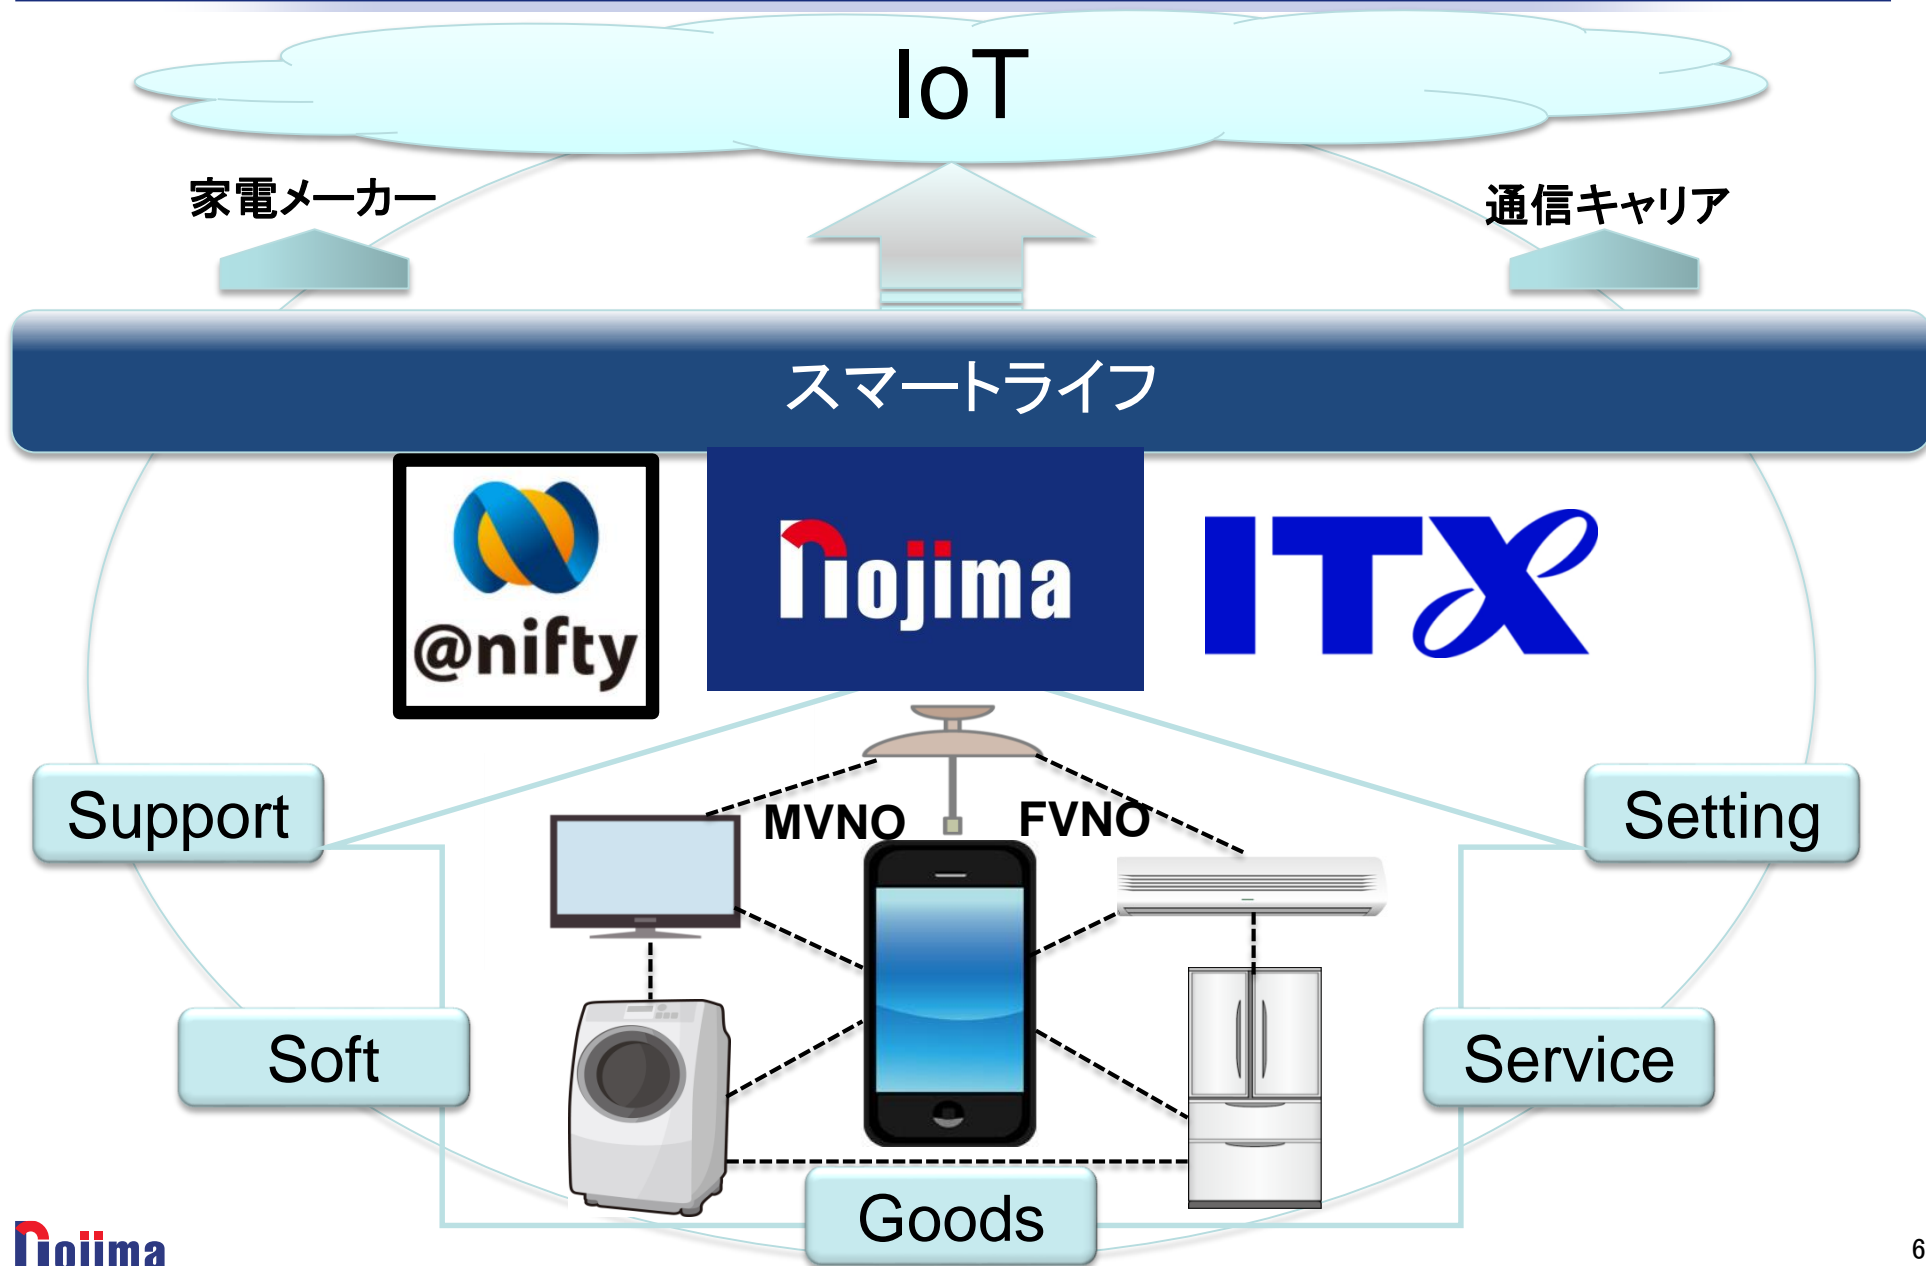 IoT
家電メーカー
通信キャリア
スマートライフ
@nifty
nojima
ITX
MVNO
FVNO
Support
Setting
Soft
Service
Goods
nojima
6